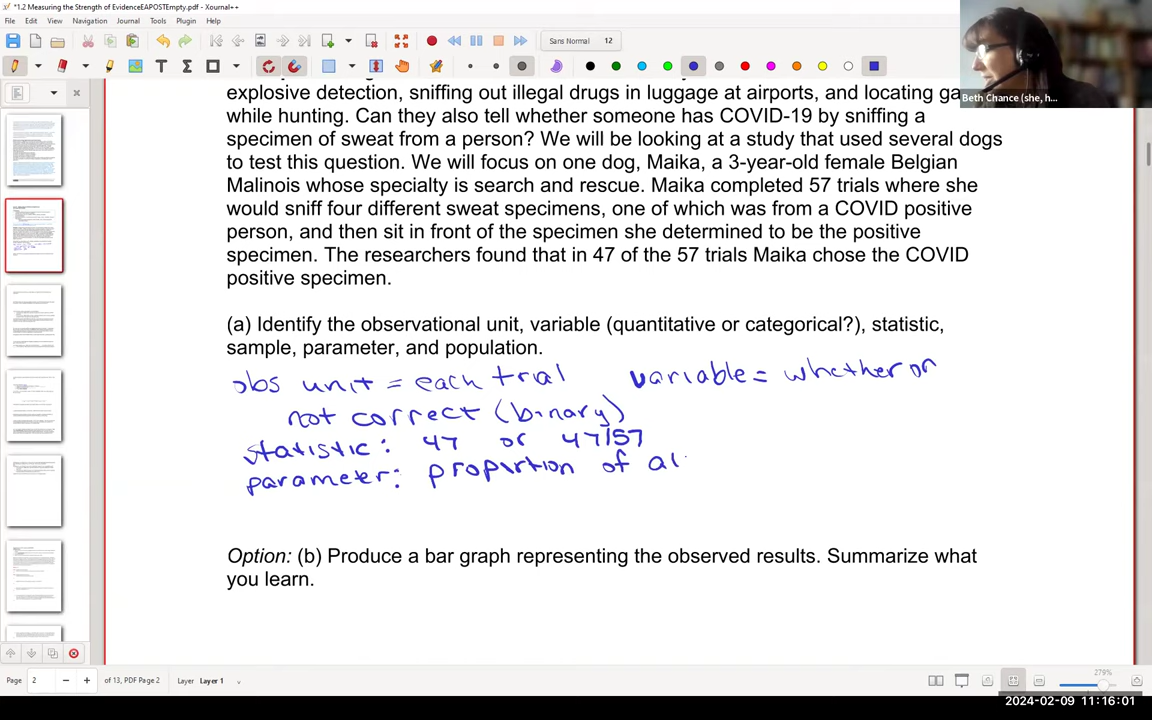 *1.2 Measuring the Strength of EvidenceEAPOSTEmpty.pdf - Xournal++
File Edit View Navigation Journal Tools Plugin Help
Sans Normal 12
Beth Chance (she, h...
explosive detection, sniffing out illegal drugs in luggage at airports, and locating ga
while hunting. Can they also tell whether someone has COVID-19 by sniffing a
specimen of sweat from a person? We will be looking at a study that used several dogs
to test this question. We will focus on one dog, Maika, a 3-year-old female Belgian
Malinois whose specialty is search and rescue. Maika completed 57 trials where she
would sniff four different sweat specimens, one of which was from a COVID positive
person, and then sit in front of the specimen she determined to be the positive
specimen. The researchers found that in 47 of the 57 trials Maika chose the COVID
positive specimen.
(a) Identify the observational unit, variable (quantitative or categorical?), statistic,
sample, parameter, and population.
obs unit = each trial variable = whether or
not correct (binary)
statistic: 47 or 47/57
parameter: proportion of al
Option: (b) Produce a bar graph representing the observed results. Summarize what
you learn.
Page 2 of 13, PDF Page 2 Layer Layer 1 279%
2024-02-09 11:16:01